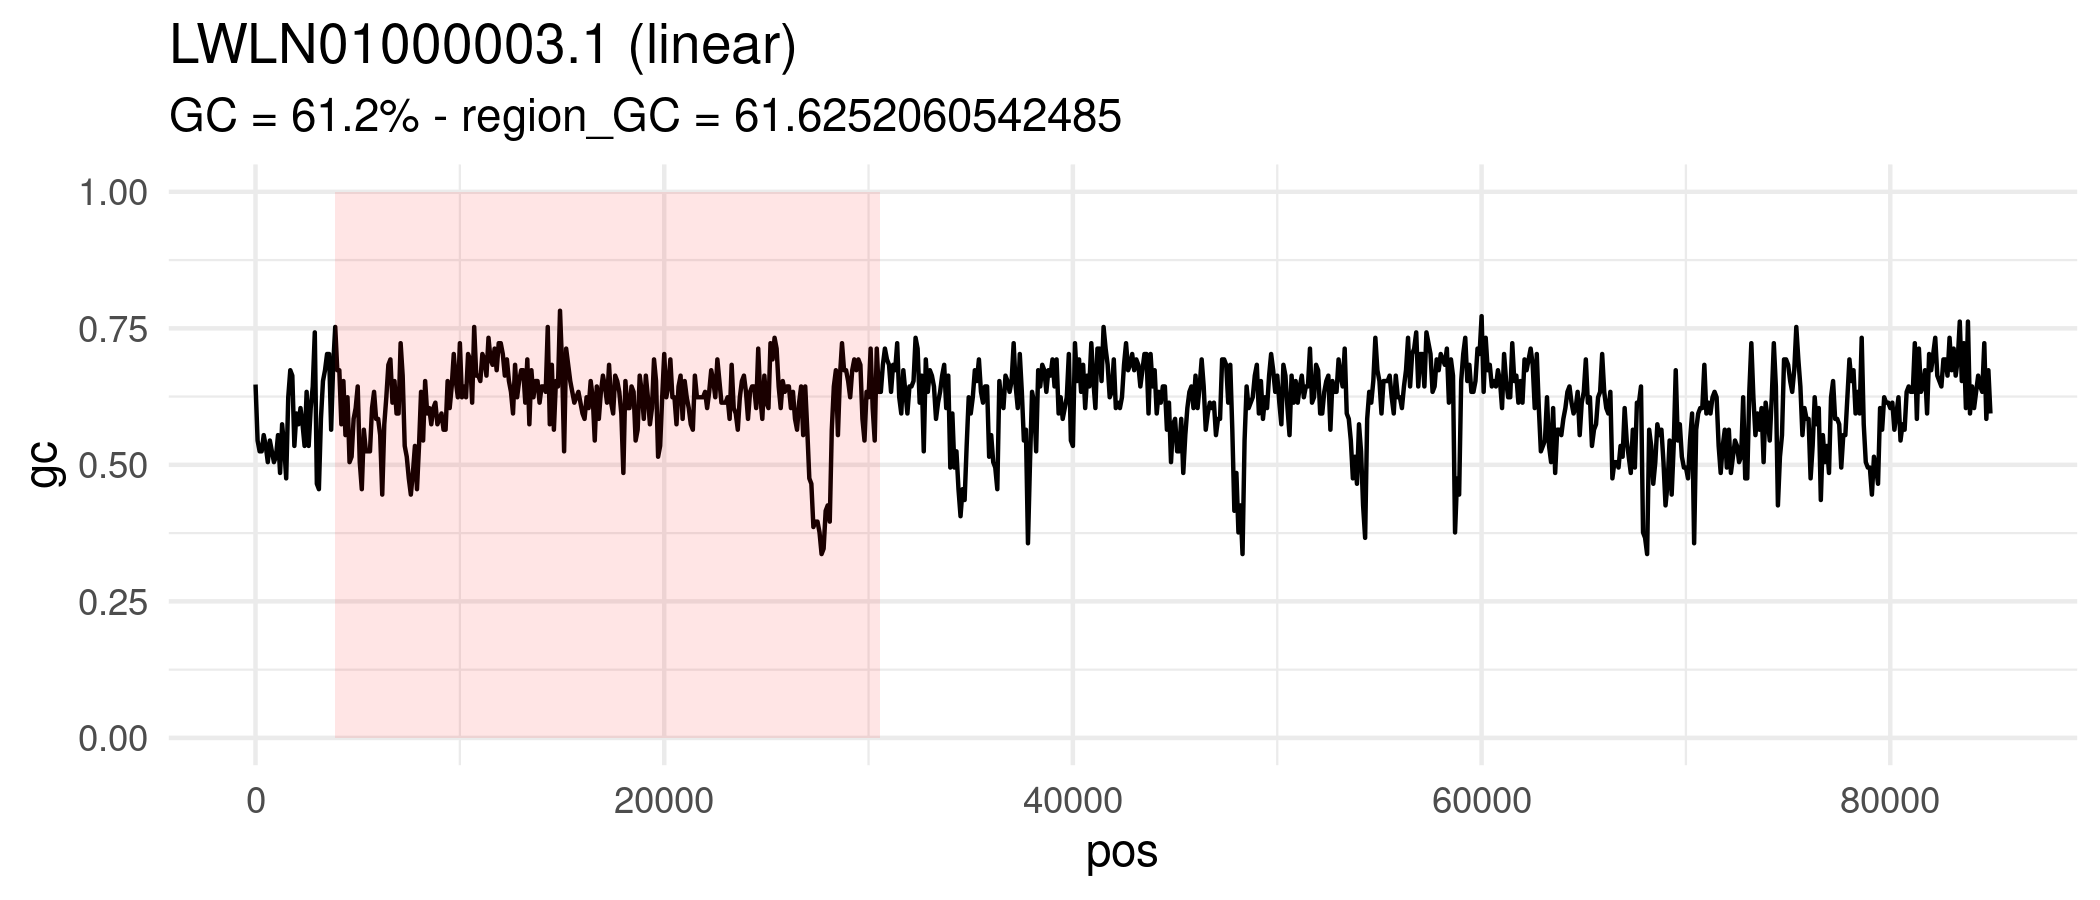 LWLN01000003.1 (linear)
GC = 61.2% - region_GC = 61.6252060542485
1.00
0.75
0.50
0.25
0.00
gc
0 20000 40000 60000 80000
pos